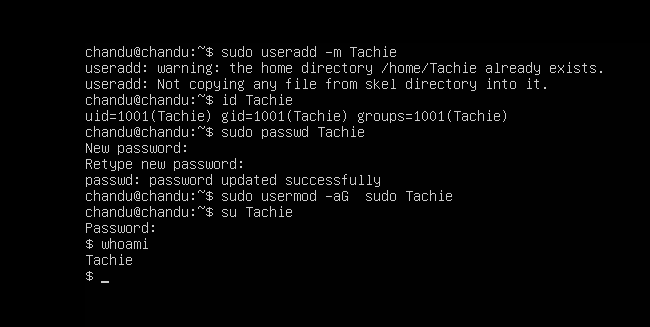 chandu@chandu:~$ sudo useradd -m Tachie
useradd: warning: the home directory /home/Tachie already exists.
useradd: Not copying any file from skel directory into it.
chandu@chandu:~$ id Tachie
uid=1001(Tachie) gid=1001(Tachie) groups=1001(Tachie)
chandu@chandu:~$ sudo passwd Tachie
New password:
Retype new password:
passwd: password updated successfully
chandu@chandu:~$ sudo usermod -aG  sudo Tachie
chandu@chandu:~$ su Tachie
Password:
$ whoami
Tachie
$ _